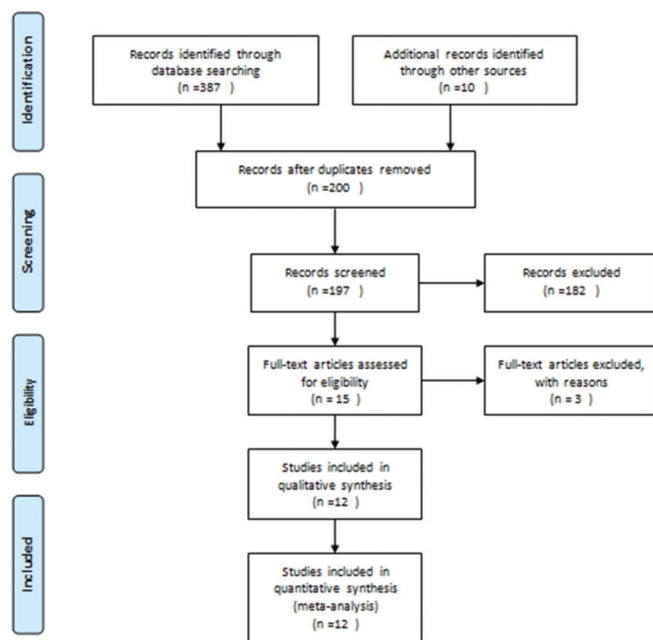 Identification
Records identified through
database searching
(n =387 )
Additional records identified
through other sources
(n =10 )
Records after duplicates removed
(n =200 )
Screening
Records screened
(n =197 )
Records excluded
(n =182 )
Eligibility
Full-text articles assessed
for eligibility
(n = 15 )
Full-text articles excluded,
with reasons
(n = 3 )
Studies included in
qualitative synthesis
(n =12 )
Included
Studies included in
quantitative synthesis
(meta-analysis)
(n =12 )